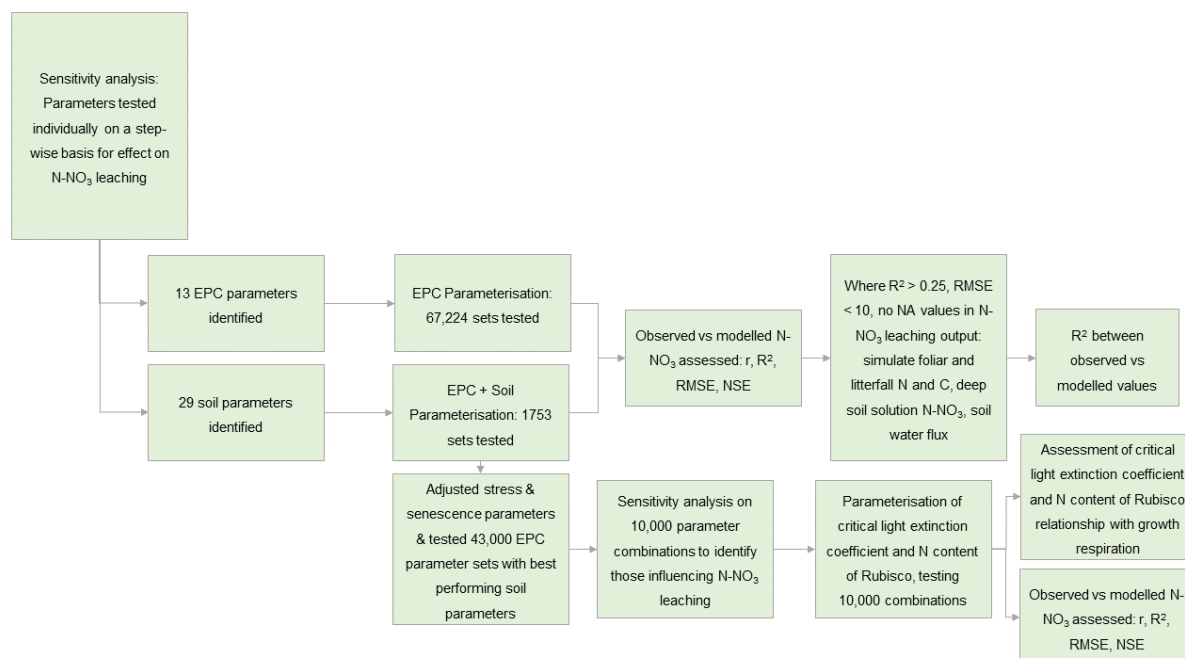 Sensitivity analysis:
Parameters tested
individually on a step-
wise basis for effect on
N-NO₃ leaching
13 EPC parameters
identified
EPC Parameterisation:
67,224 sets tested
29 soil parameters
identified
EPC + Soil
Parameterisation: 1753
sets tested
Observed vs modelled N-
NO₃ assessed: r, R²,
RMSE, NSE
Where R² > 0.25, RMSE
< 10, no NA values in N-
NO₃ leaching output:
simulate foliar and
litterfall N and C, deep
soil solution N-NO₃, soil
water flux
R² between
observed vs
modelled values
Adjusted stress &
senescence parameters
& tested 43,000 EPC
parameter sets with best
performing soil
parameters
Sensitivity analysis on
10,000 parameter
combinations to identify
those influencing N-NO₃
leaching
Parameterisation of
critical light extinction
coefficient and N content
of Rubisco, testing
10,000 combinations
Assessment of critical
light extinction coefficient
and N content of Rubisco
relationship with growth
respiration
Observed vs modelled N-
NO₃ assessed: r, R²,
RMSE, NSE